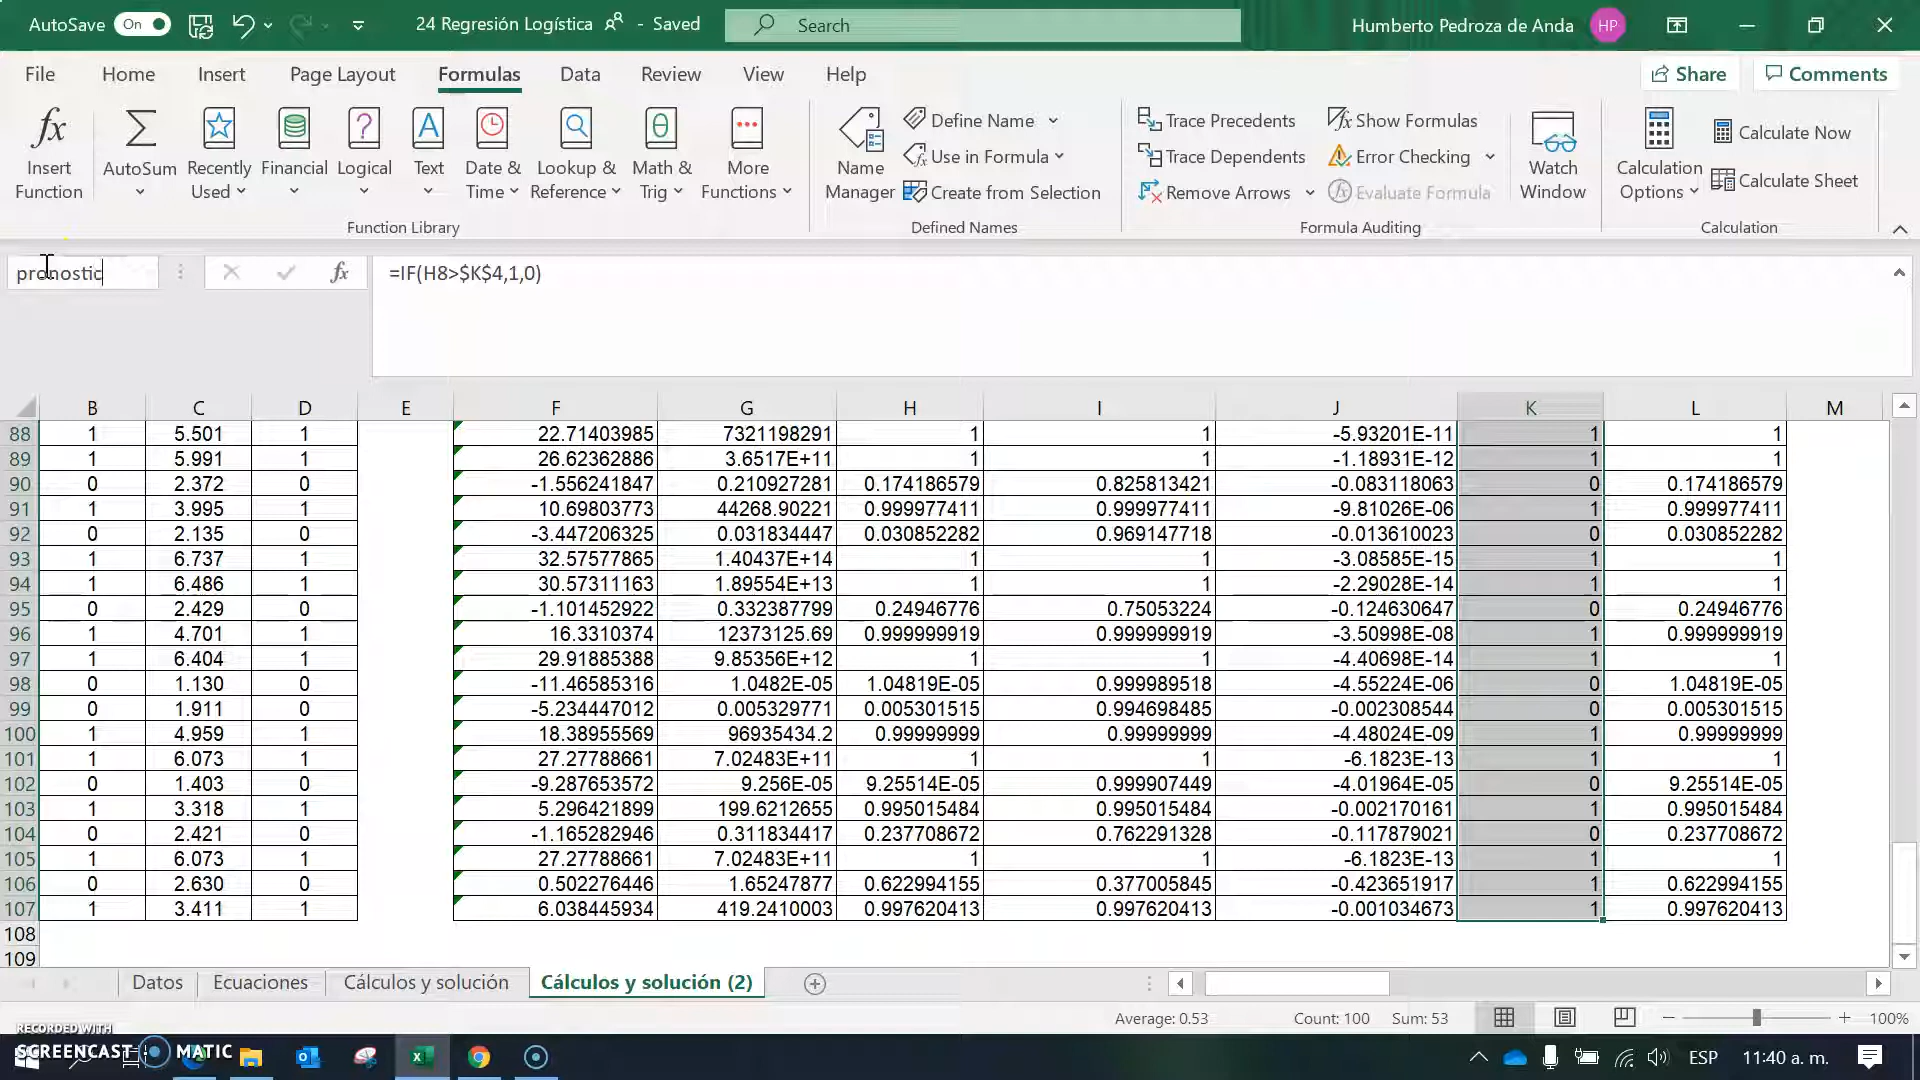 AutoSave On 24 Regresión Logística - Saved Search Humberto Pedroza de Anda HP
File Home Insert Page Layout Formulas Data Review View Help Share Comments
Insert Function AutoSum Recently Used Financial Logical Text Date & Time Lookup & Reference Math & Trig More Functions
Function Library
Name Manager Define Name Use in Formula Create from Selection
Defined Names
Trace Precedents Show Formulas
Trace Dependents Error Checking
Remove Arrows Evaluate Formula
Formula Auditing
Watch Window
Calculation Options Calculate Now Calculate Sheet
Calculation
pronostic fx =IF(H8>$K$4,1,0)
B C D E F G H I J K L M
88 1 5.501 1 22.71403985 7321198291 1 1 -5.93201E-11 1 1
89 1 5.991 1 26.62362886 3.6517E+11 1 1 -1.18931E-12 1 1
90 0 2.372 0 -1.556241847 0.210927281 0.174186579 0.825813421 -0.083118063 0 0.174186579
91 1 3.995 1 10.69803773 44268.90221 0.999977411 0.999977411 -9.81026E-06 1 0.999977411
92 0 2.135 0 -3.447206325 0.031834447 0.030852282 0.969147718 -0.013610023 0 0.030852282
93 1 6.737 1 32.57577865 1.40437E+14 1 1 -3.08585E-15 1 1
94 1 6.486 1 30.57311163 1.89554E+13 1 1 -2.29028E-14 1 1
95 0 2.429 0 -1.101452922 0.332387799 0.24946776 0.75053224 -0.124630647 0 0.24946776
96 1 4.701 1 16.3310374 12373125.69 0.999999919 0.999999919 -3.50998E-08 1 0.999999919
97 1 6.404 1 29.91885388 9.85356E+12 1 1 -4.40698E-14 1 1
98 0 1.130 0 -11.46585316 1.0482E-05 1.04819E-05 0.999989518 -4.55224E-06 0 1.04819E-05
99 0 1.911 0 -5.234447012 0.005329771 0.005301515 0.994698485 -0.002308544 0 0.005301515
100 1 4.959 1 18.38955569 96935434.2 0.99999999 0.99999999 -4.48024E-09 1 0.99999999
101 1 6.073 1 27.27788661 7.02483E+11 1 1 -6.1823E-13 1 1
102 0 1.403 0 -9.287653572 9.256E-05 9.25514E-05 0.999907449 -4.01964E-05 0 9.25514E-05
103 1 3.318 1 5.296421899 199.6212655 0.995015484 0.995015484 -0.002170161 1 0.995015484
104 0 2.421 0 -1.165282946 0.311834417 0.237708672 0.762291328 -0.117879021 0 0.237708672
105 1 6.073 1 27.27788661 7.02483E+11 1 1 -6.1823E-13 1 1
106 0 2.630 0 0.502276446 1.65247877 0.622994155 0.377005845 -0.423651917 1 0.622994155
107 1 3.411 1 6.038445934 419.2410003 0.997620413 0.997620413 -0.001034673 1 0.997620413
108
109
Datos Ecuaciones Cálculos y solución Cálculos y solución (2)
Average: 0.53 Count: 100 Sum: 53 100%
RECORDED WITH
SCREENCAST MATIC
ESP 11:40 a. m.